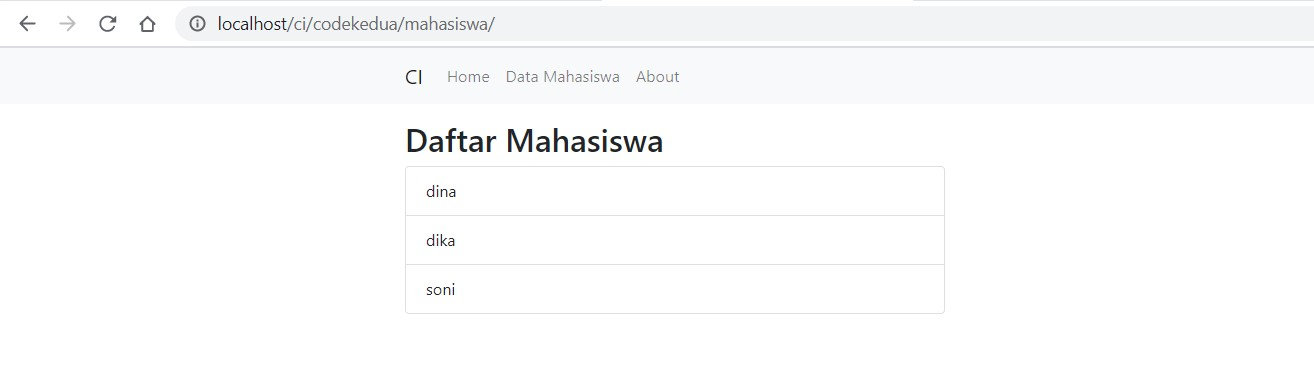 localhost/ci/codekedua/mahasiswa/
CI Home Data Mahasiswa About
Daftar Mahasiswa
dina
dika
soni